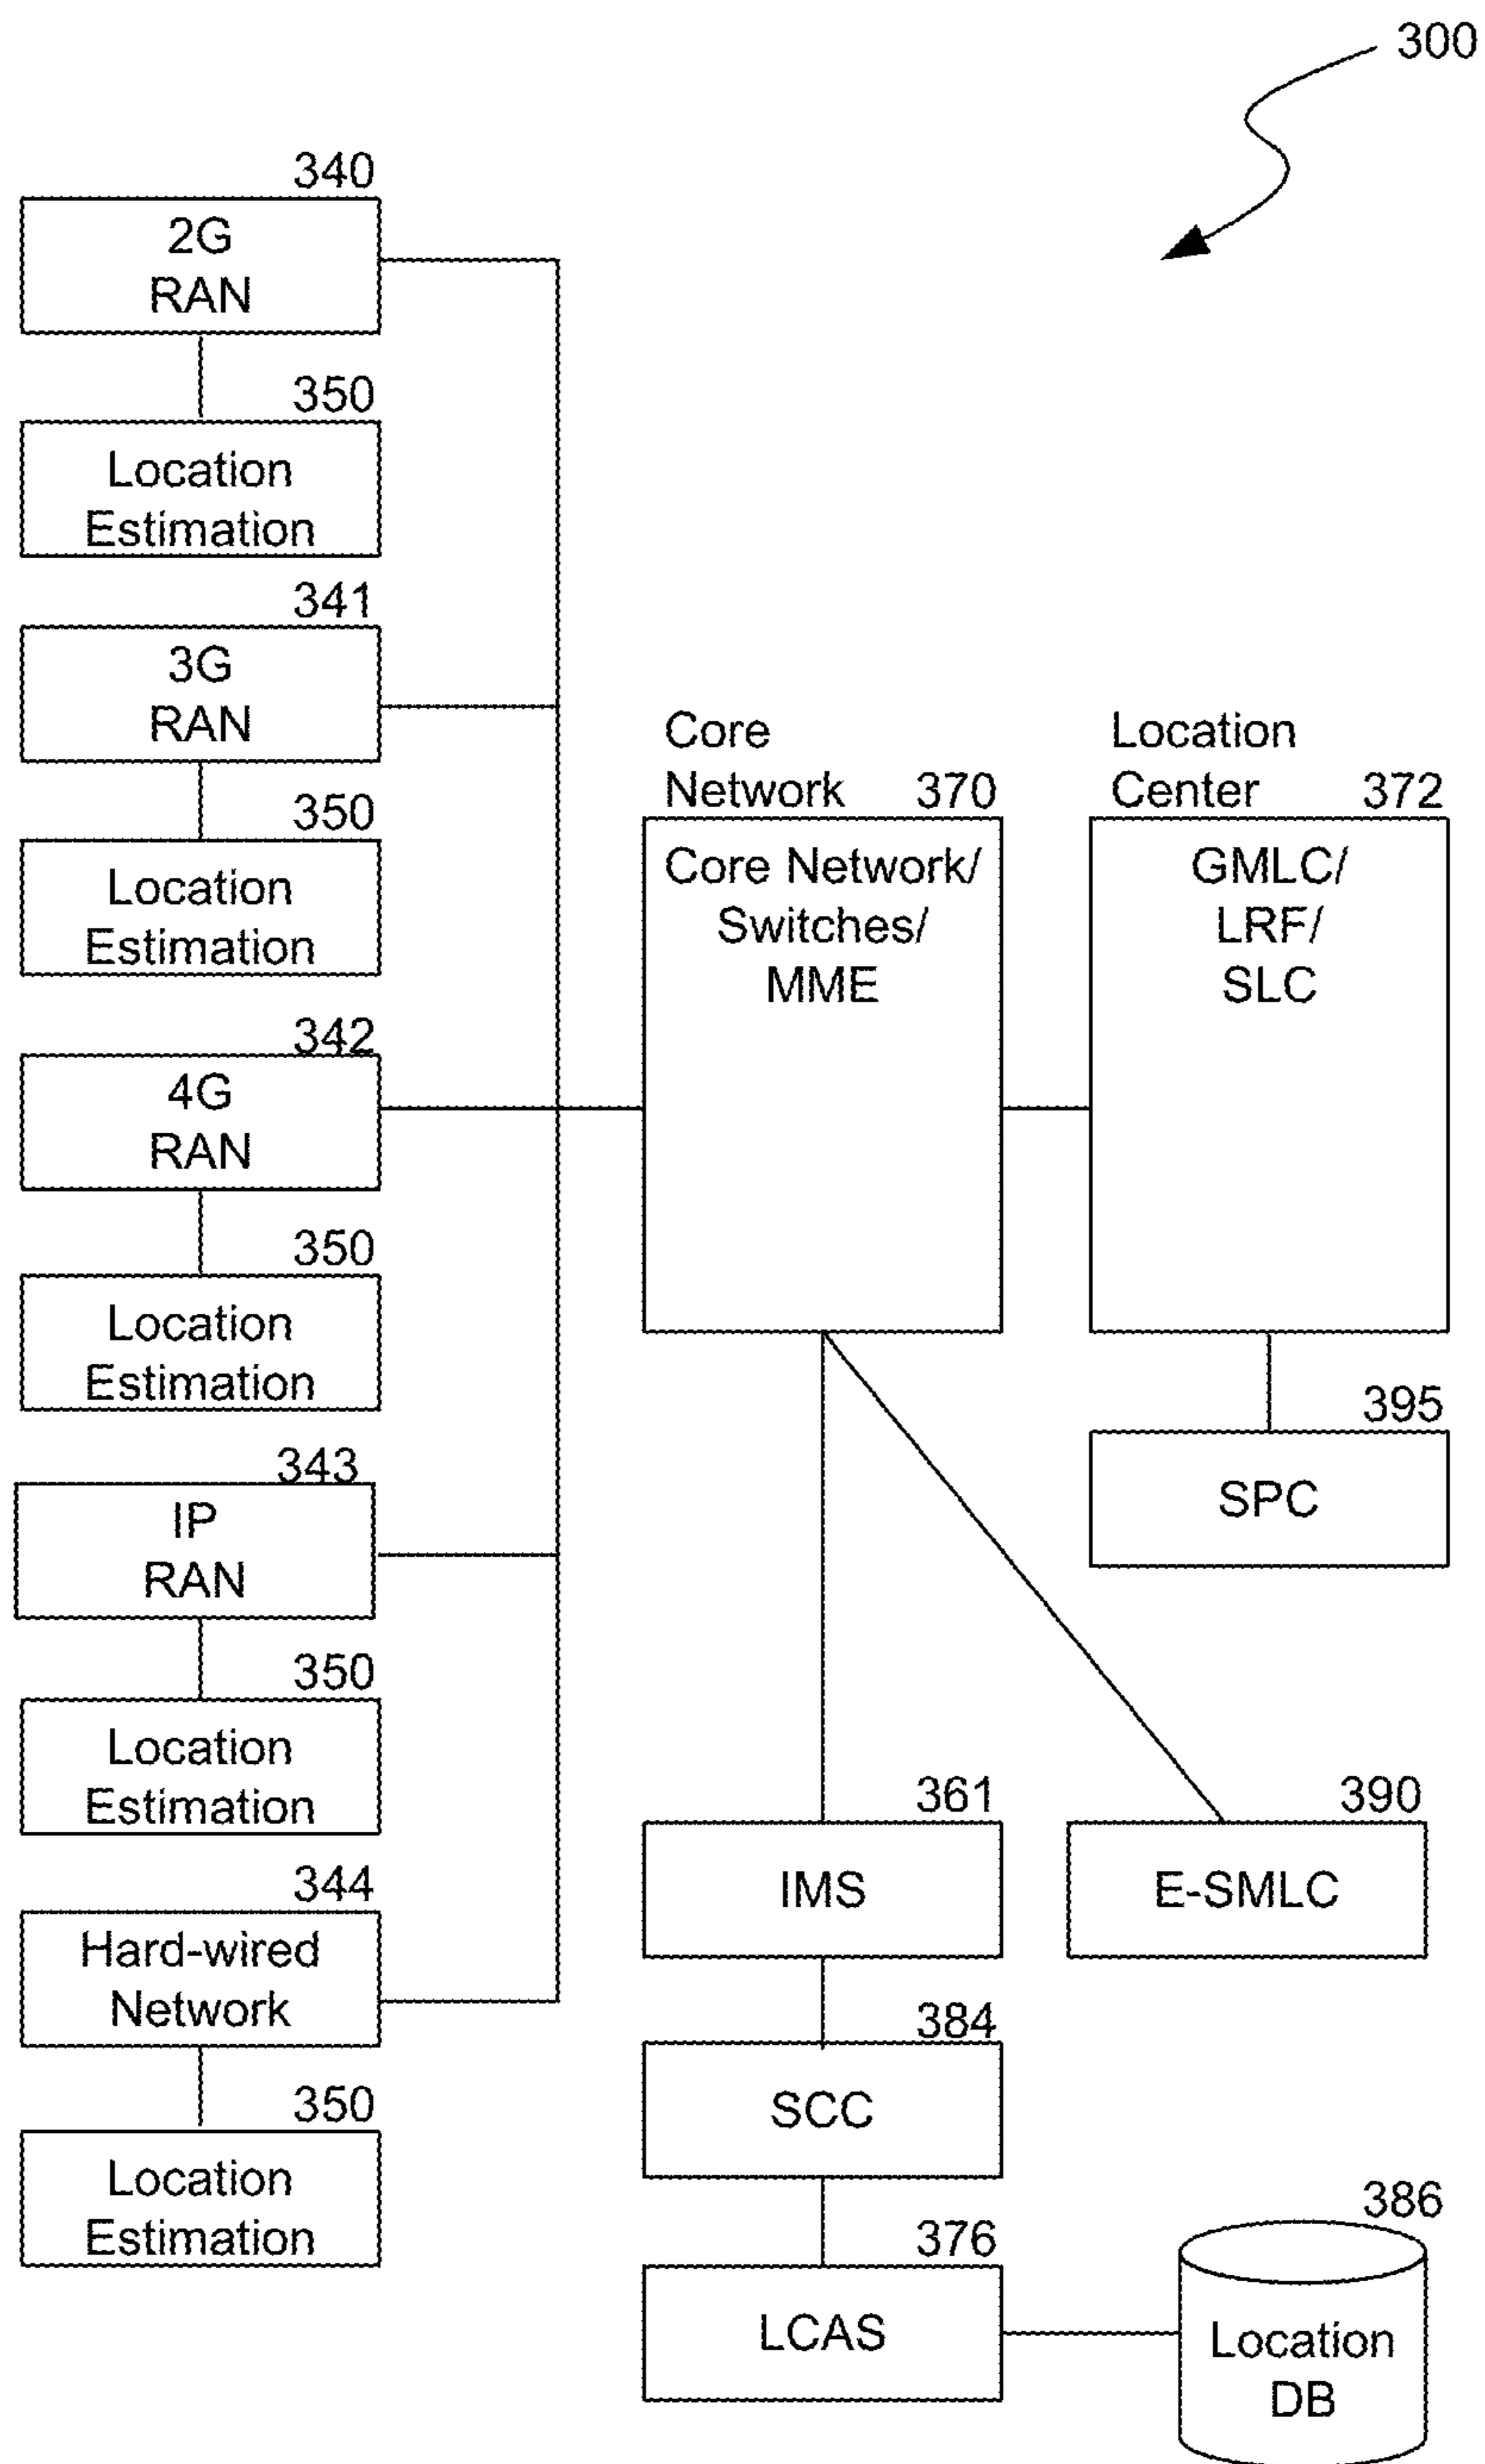 300
340
2G
RAN
350
Location
Estimation
341
3G
RAN
350
Location
Estimation
342
4G
RAN
350
Location
Estimation
343
IP
RAN
350
Location
Estimation
344
Hard-wired
Network
350
Location
Estimation
Core
Network 370
Core Network/
Switches/
MME
Location
Center 372
GMLC/
LRF/
SLC
395
SPC
361
IMS
390
E-SMLC
384
SCC
376
LCAS
386
Location
DB